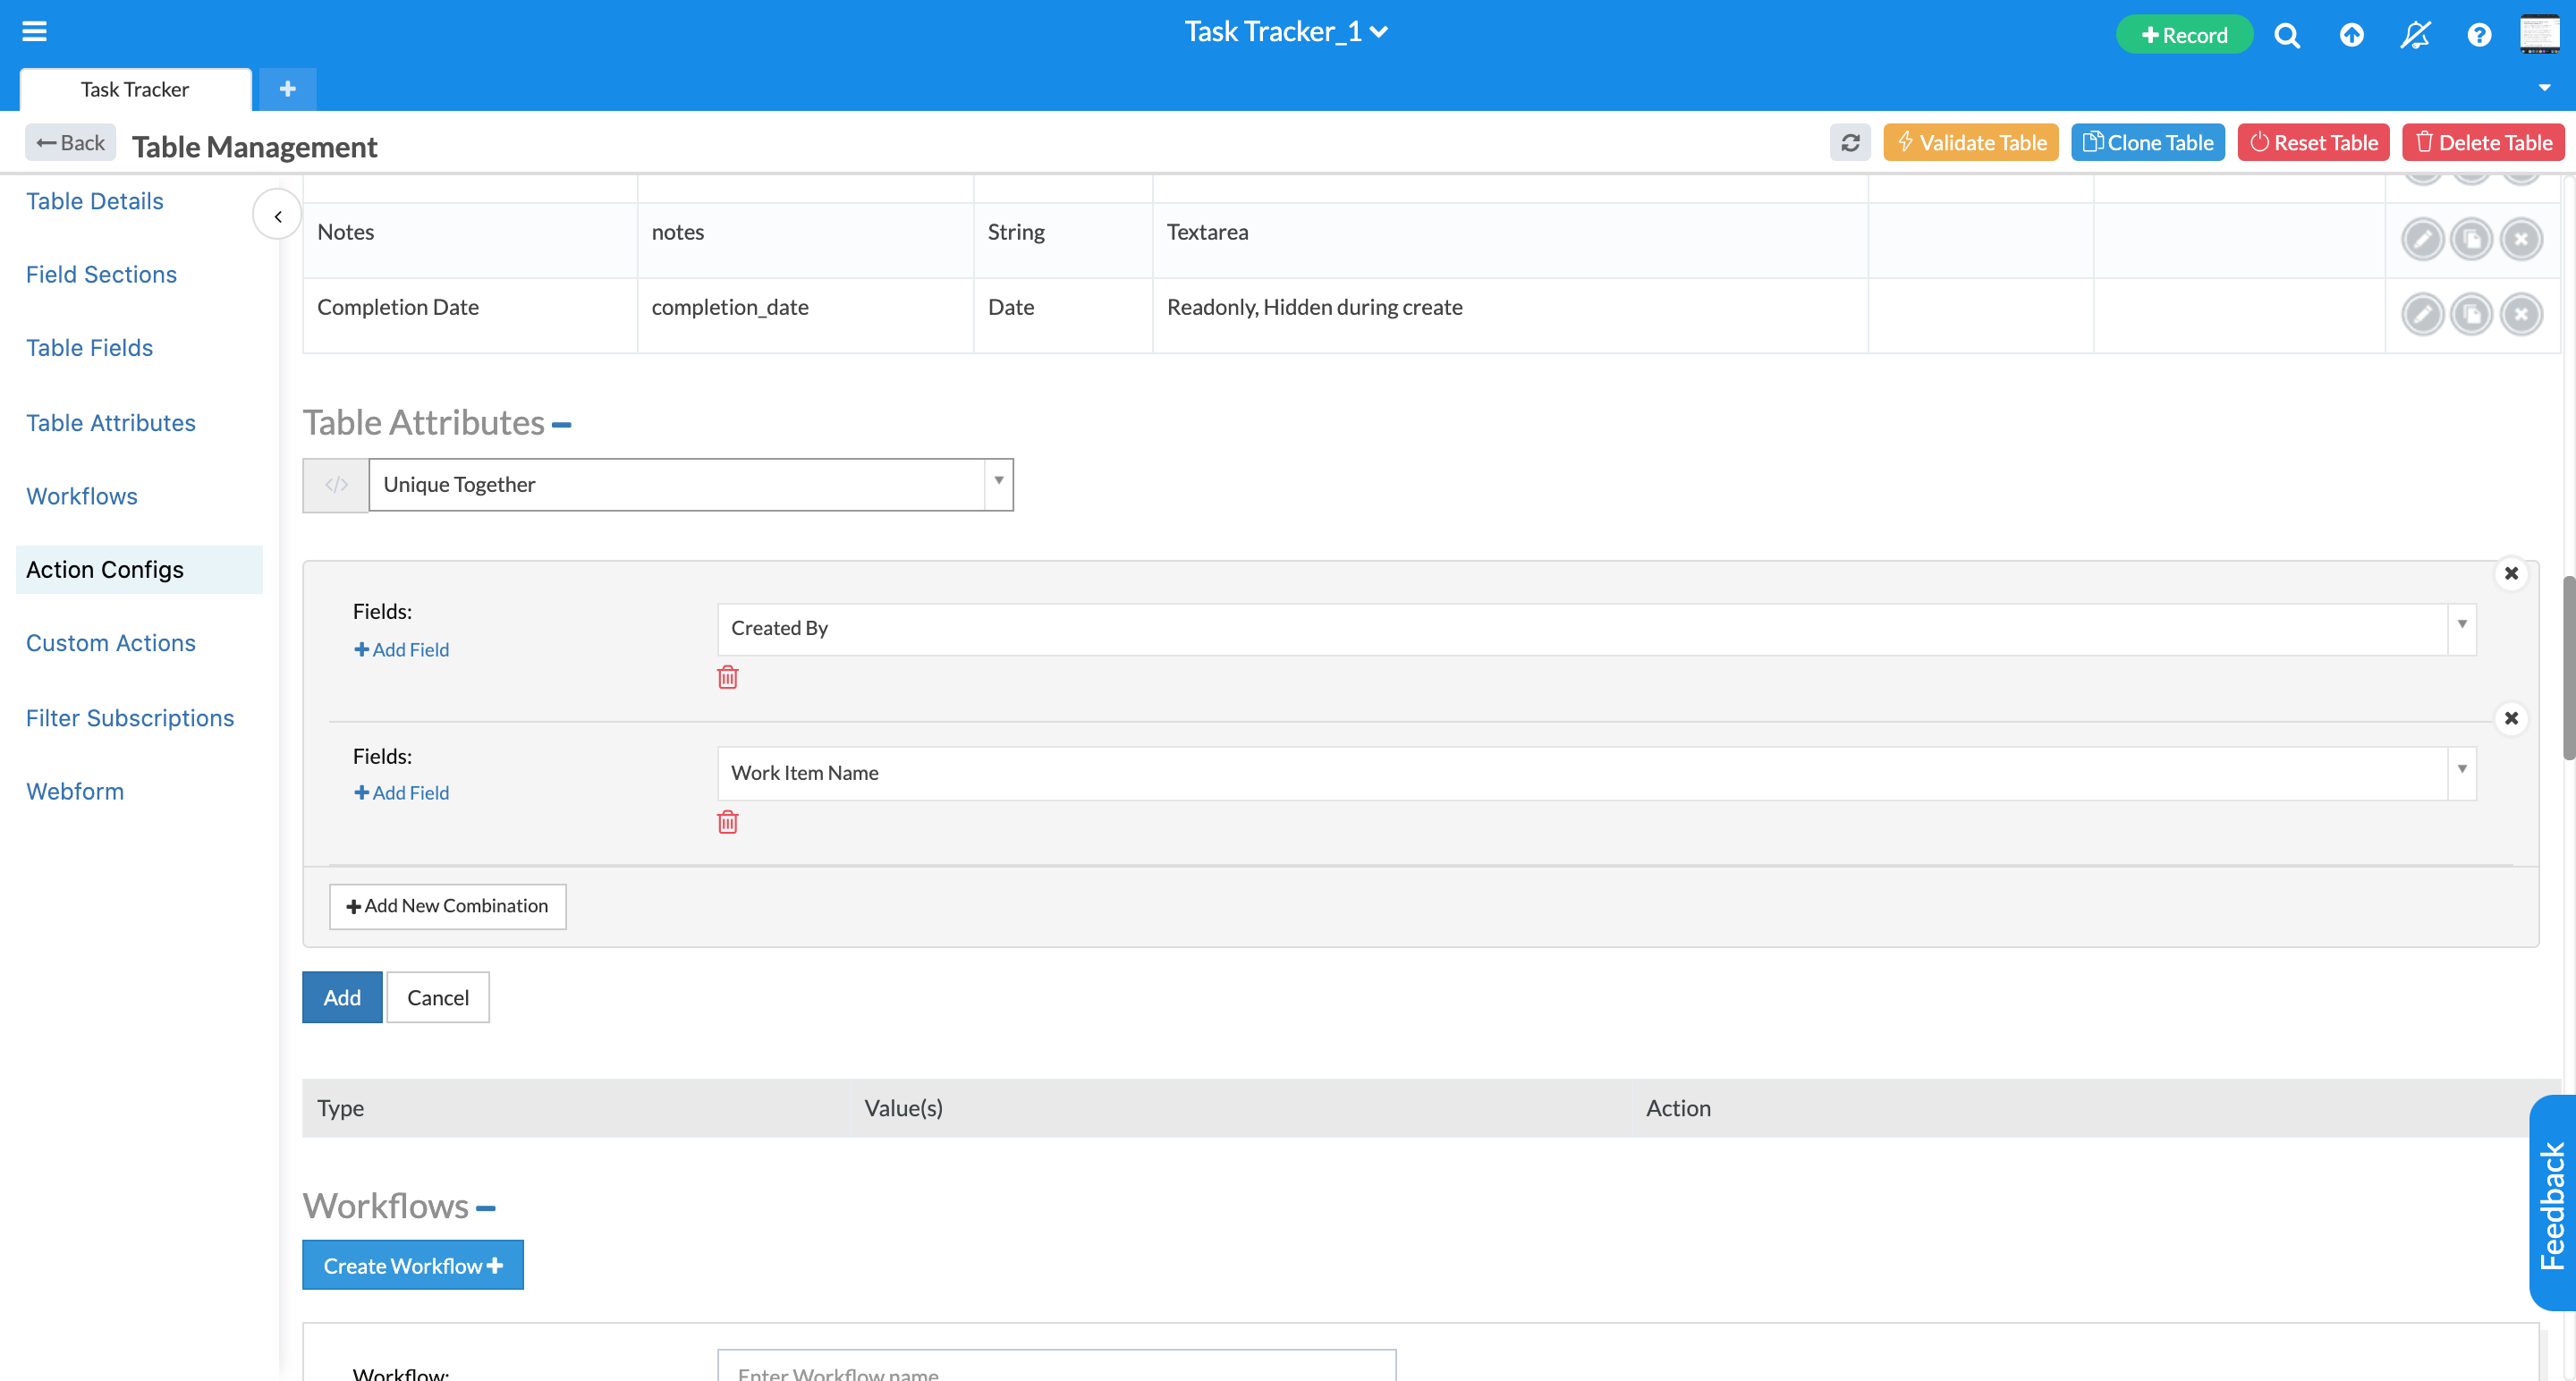 Task Tracker_1
Record
Task Tracker
Back
Table Management
Validate Table
Clone Table
Reset Table
Delete Table
Table Details
Field Sections
Table Fields
Table Attributes
Workflows
Action Configs
Custom Actions
Filter Subscriptions
Webform
Notes notes String Textarea
Completion Date completion_date Date Readonly, Hidden during create
Table Attributes
</> Unique Together
Fields: Created By
+ Add Field
Fields: Work Item Name
+ Add Field
+ Add New Combination
Add Cancel
Type Value(s) Action
Workflows
Create Workflow +
Workflow: Enter Workflow name
Feedback